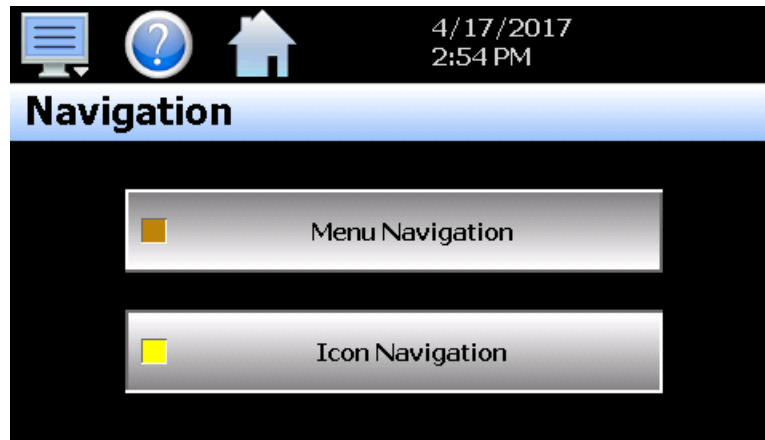 ?
4/17/2017
2:54 PM
Navigation
Menu Navigation
Icon Navigation